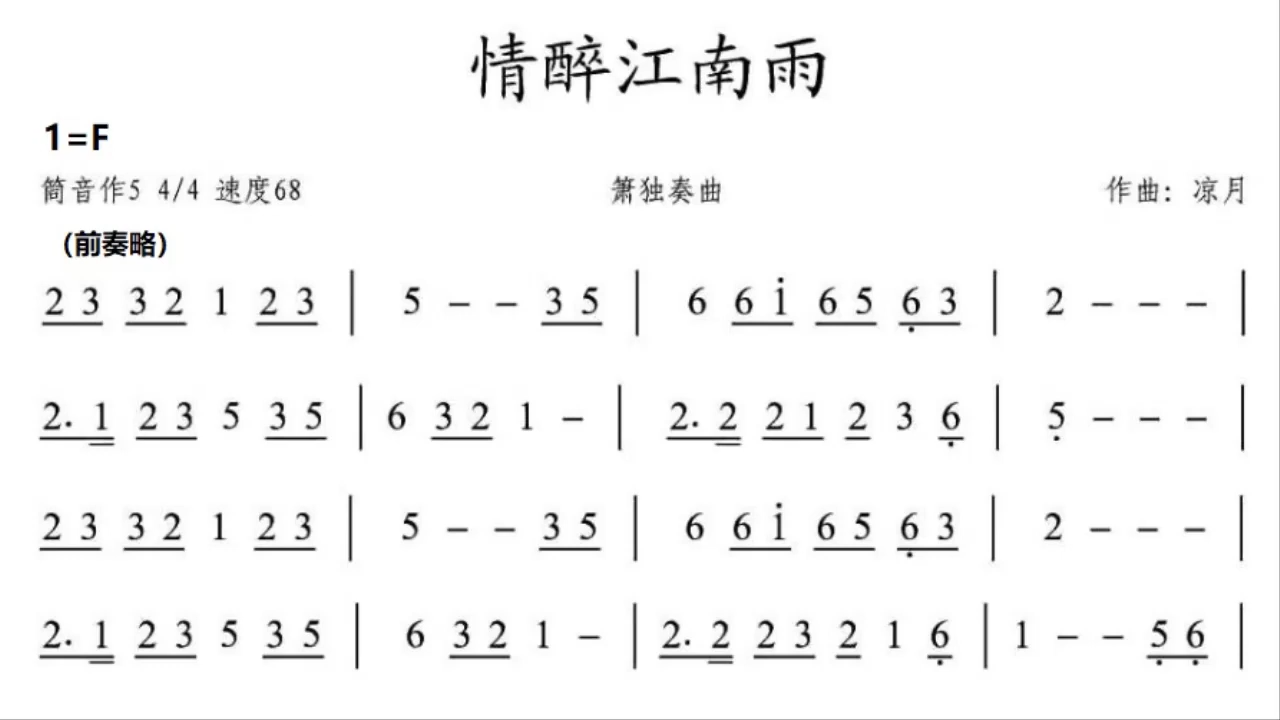 情醉江南雨
1=F
筒音作5 4/4 速度68 箫独奏曲 作曲：凉月
（前奏略）
2 3 3 2 1 2 3 | 5 – – 3 5 | 6 6 i 6 5 6̣ 3 | 2 – – – |
2. 1 2 3 5 3 5 | 6 3 2 1 – | 2. 2 2 1 2 3 6̣ | 5̣ – – – |
2 3 3 2 1 2 3 | 5 – – 3 5 | 6 6 i 6 5 6̣ 3 | 2 – – – |
2. 1 2 3 5 3 5 | 6 3 2 1 – | 2. 2 2 3 2 1 6̣ | 1 – – 5̣ 6̣ |